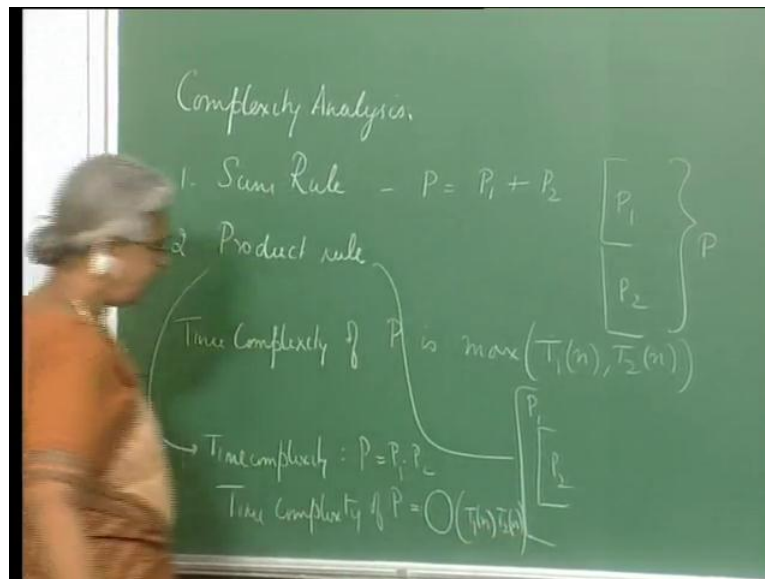 Complexity Analysis.
1. Sum Rule - P = P₁ + P₂
P₁
P₂
P
2 Product rule
Time Complexity of P is max(T₁(n), T₂(n))
P₁
P₂
Time complexity : P = P₁ · P₂
Time Complexity of P = O(T₁(n) T₂(n))